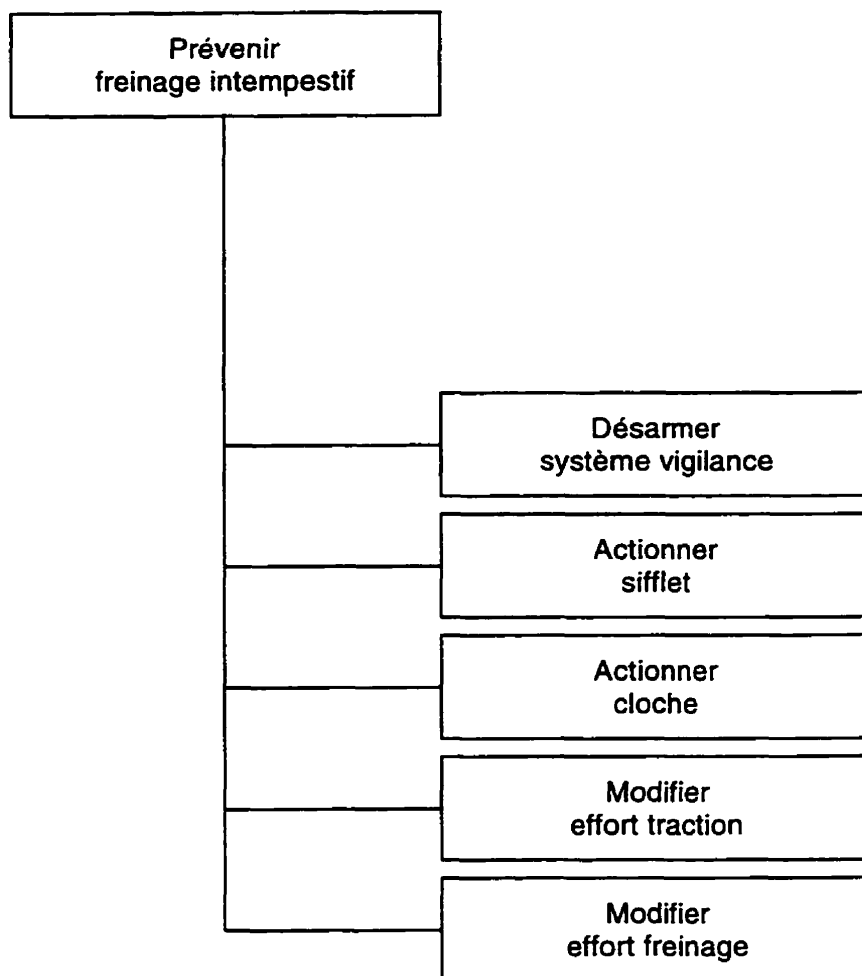 Prévenir
freinage intempestif
Désarmer
système vigilance
Actionner
sifflet
Actionner
cloche
Modifier
effort traction
Modifier
effort freinage